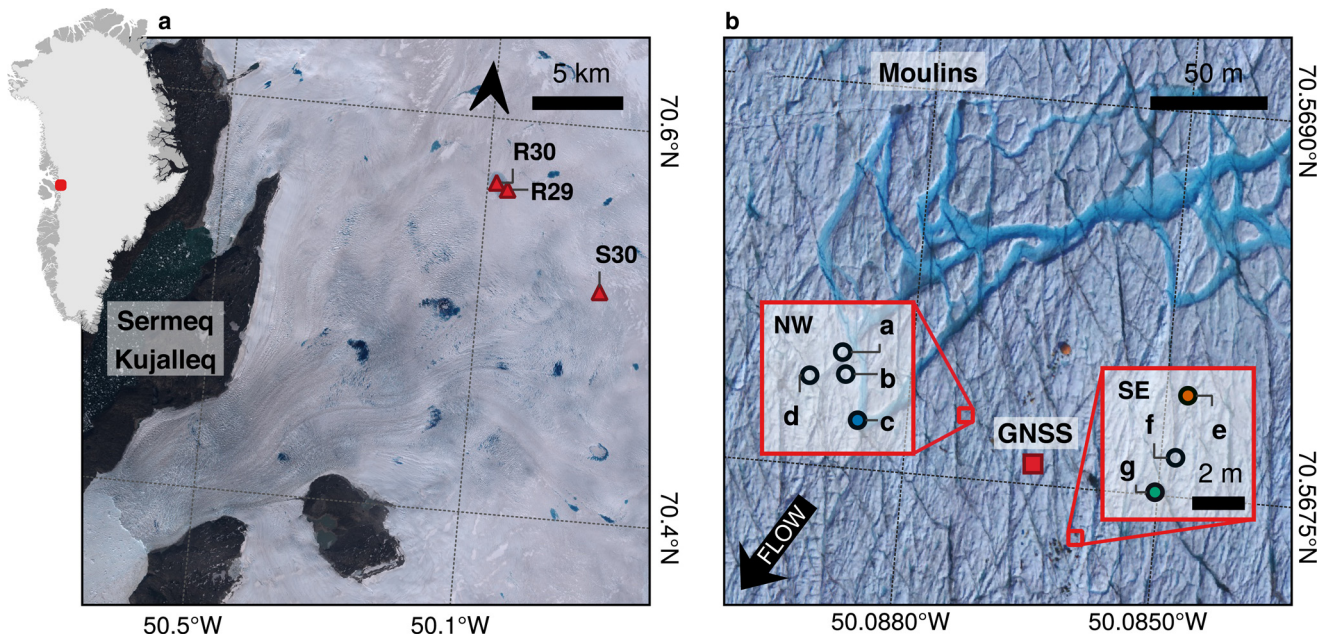 a
5 km
R30
R29
S30
Sermeq
Kujalleq
70.6°N
70.4°N
50.5°W
50.1°W
b
Moulins
50 m
70.5690°N
NW
a
b
d
c
GNSS
SE
e
f
g
2 m
FLOW
70.5675°N
50.0880°W
50.0850°W